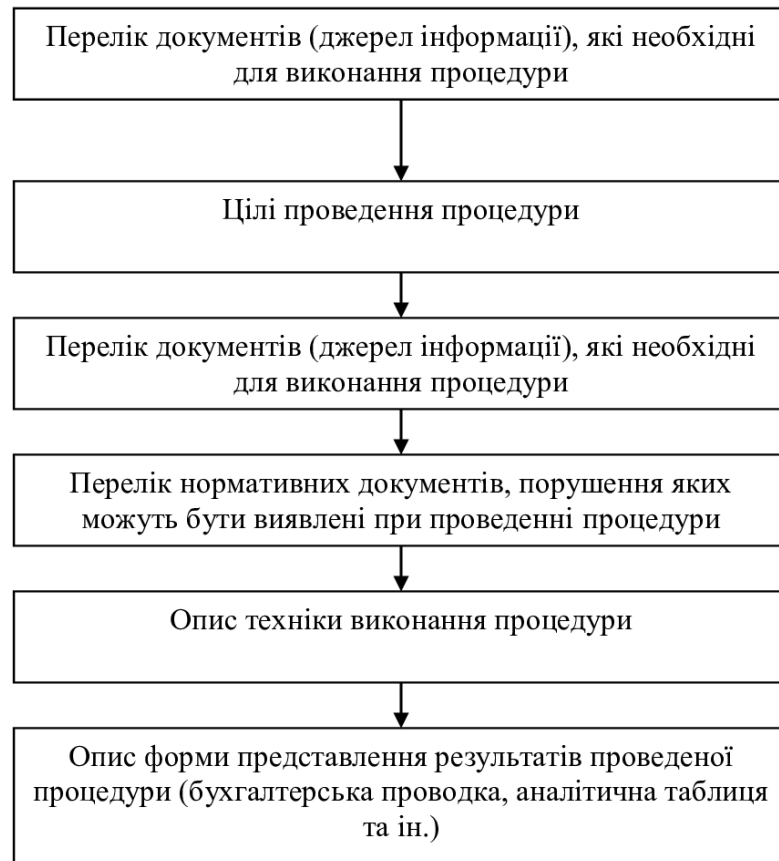 Перелік документів (джерел інформації), які необхідні
для виконання процедури
Цілі проведення процедури
Перелік документів (джерел інформації), які необхідні
для виконання процедури
Перелік нормативних документів, порушення яких
можуть бути виявлені при проведенні процедури
Опис техніки виконання процедури
Опис форми представлення результатів проведеної
процедури (бухгалтерська проводка, аналітична таблиця
та ін.)